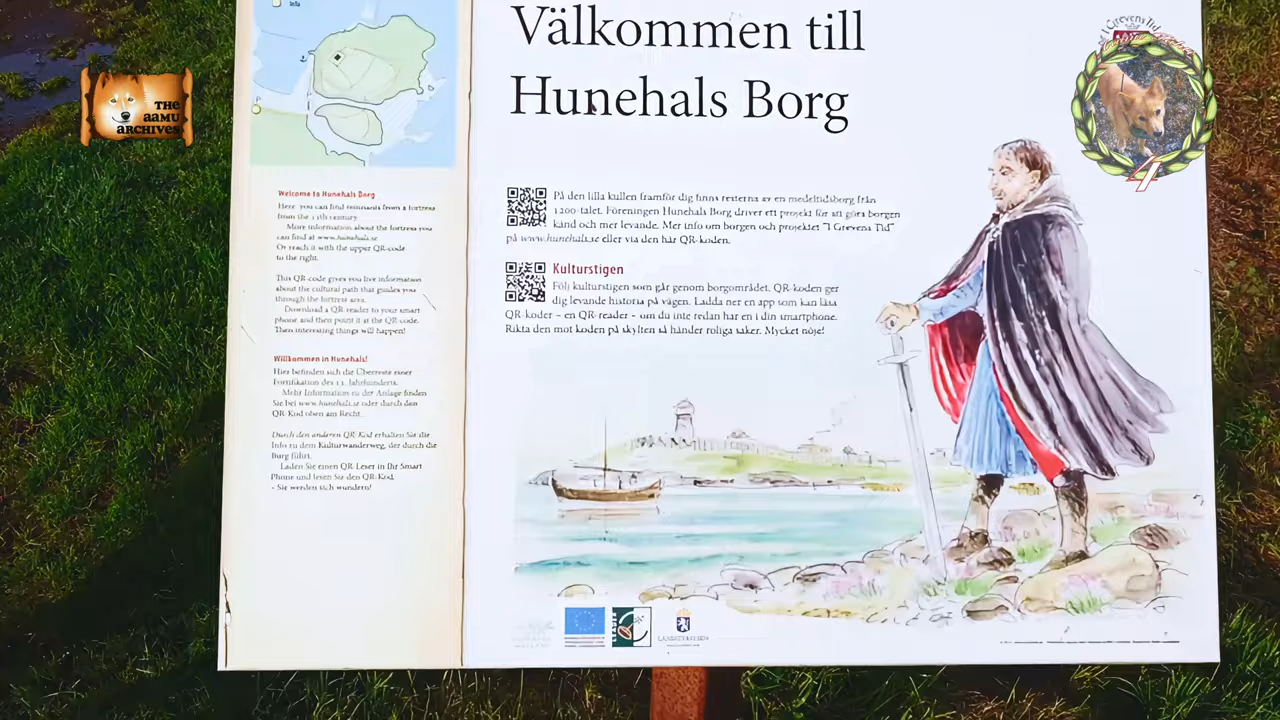 Info
P
Välkommen till
Hunehals Borg
I Grevens Tid
THE
AAMU
ARCHIVES
4
Welcome to Hunehals Borg
Here you can find remnants from a fortress
from the 13th century.
More information about the fortress you
can find at www.hunehals.se
Or reach it with the upper QR-code
to the right.
This QR-code gives you live information
about the cultural path that guides you
through the fortress area.
Download a QR-reader to your smart
phone and then point it at the QR-code.
Then interesting things will happen!
Willkommen in Hunehals!
Hier befinden sich die Überreste einer
Fortifikation des 13. Jahrhunderts.
Mehr Information zu der Anlage finden
Sie bei www.hunehals.se oder durch den
QR-Kod oben am Recht.
Durch den anderen QR-Kod erhalten Sie die
Info zu dem Kulturwanderweg, der durch die
Burg führt.
Laden Sie einen QR-Leser in Ihr Smart
Phone und lesen Sie den QR-Kod.
- Sie werden sich wundern!
På den lilla kullen framför dig finns resterna av en medeltidsborg från
1200-talet. Föreningen Hunehals Borg driver ett projekt för att göra borgen
känd och mer levande. Mer info om borgen och projektet "I Grevens Tid"
på www.hunehals.se eller via den här QR-koden.
Kulturstigen
Följ kulturstigen som går genom borgområdet. QR-koden ger
dig levande historia på vägen. Ladda ner en app som kan läsa
QR-koder – en QR-reader – om du inte redan har en i din smartphone.
Rikta den mot koden på skylten så händer roliga saker. Mycket nöje!
LEADER
LÄNSSTYRELSEN